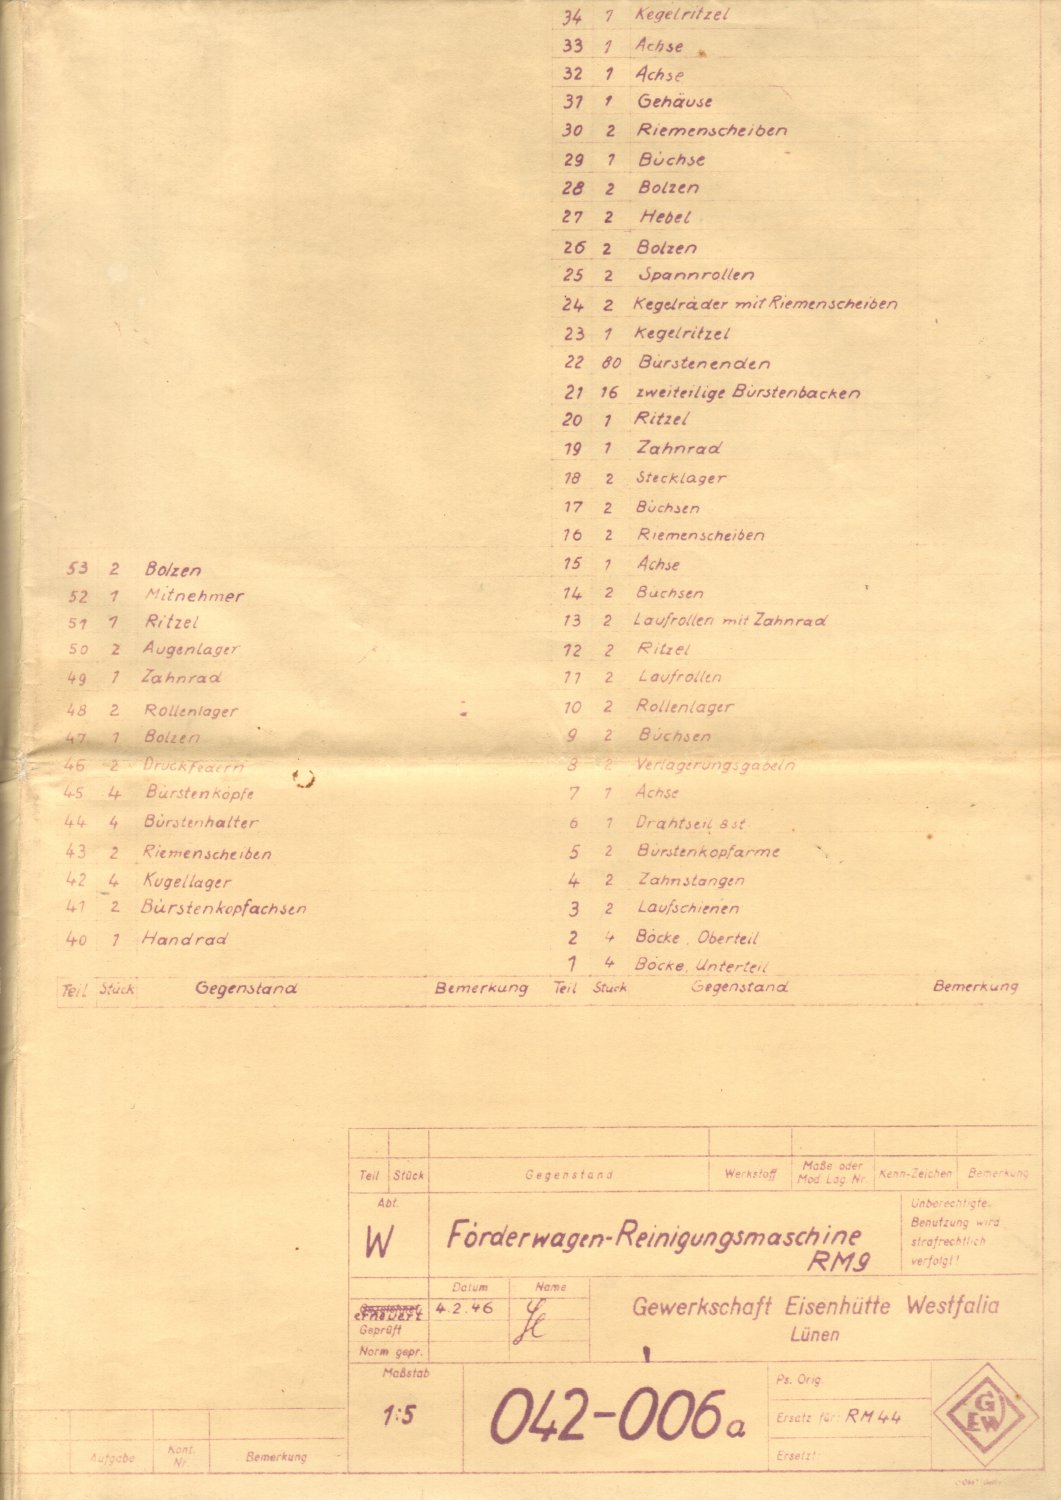 34 1 Kegelritzel
33 1 Achse
32 1 Achse
31 1 Gehäuse
30 2 Riemenscheiben
29 1 Büchse
28 2 Bolzen
27 2 Hebel
26 2 Bolzen
25 2 Spannrollen
24 2 Kegelräder mit Riemenscheiben
23 1 Kegelritzel
22 80 Bürstenenden
21 16 zweiteilige Bürstenbacken
20 1 Ritzel
19 1 Zahnrad
18 2 Stecklager
17 2 Büchsen
16 2 Riemenscheiben
15 1 Achse
14 2 Büchsen
13 2 Laufrollen mit Zahnrad
12 2 Ritzel
11 2 Laufrollen
10 2 Rollenlager
9 2 Büchsen
8 2 Verlagerungsgabeln
7 1 Achse
6 1 Drahtseil 8 st
5 2 Bürstenkopfarme
4 2 Zahnstangen
3 2 Laufschienen
2 4 Böcke, Oberteil
1 4 Böcke, Unterteil
Teil Stück Gegenstand Bemerkung
53 2 Bolzen
52 1 Mitnehmer
51 1 Ritzel
50 2 Augenlager
49 1 Zahnrad
48 2 Rollenlager
47 1 Bolzen
46 2 Druckfedern
45 4 Bürstenköpfe
44 4 Bürstenhalter
43 2 Riemenscheiben
42 4 Kugellager
41 2 Bürstenkopfachsen
40 1 Handrad
Teil Stück Gegenstand Bemerkung
Teil Stück Gegenstand Werkstoff Maße oder Mod. Lag. Nr. Kenn-Zeichen Bemerkung
Abt.
W
Förderwagen-Reinigungsmaschine
RM9
Unberechtigte
Benutzung wird
strafrechtlich
verfolgt!
Datum Name
Gezeichnet
erneuert 4.2.46
Geprüft
Norm gepr.
Gewerkschaft Eisenhütte Westfalia
Lünen
Maßstab
1:5
042-006a
Ps. Orig.
Ersatz für: RM44
Ersetzt:
G
EW
Aufgabe Kont. Nr. Bemerkung